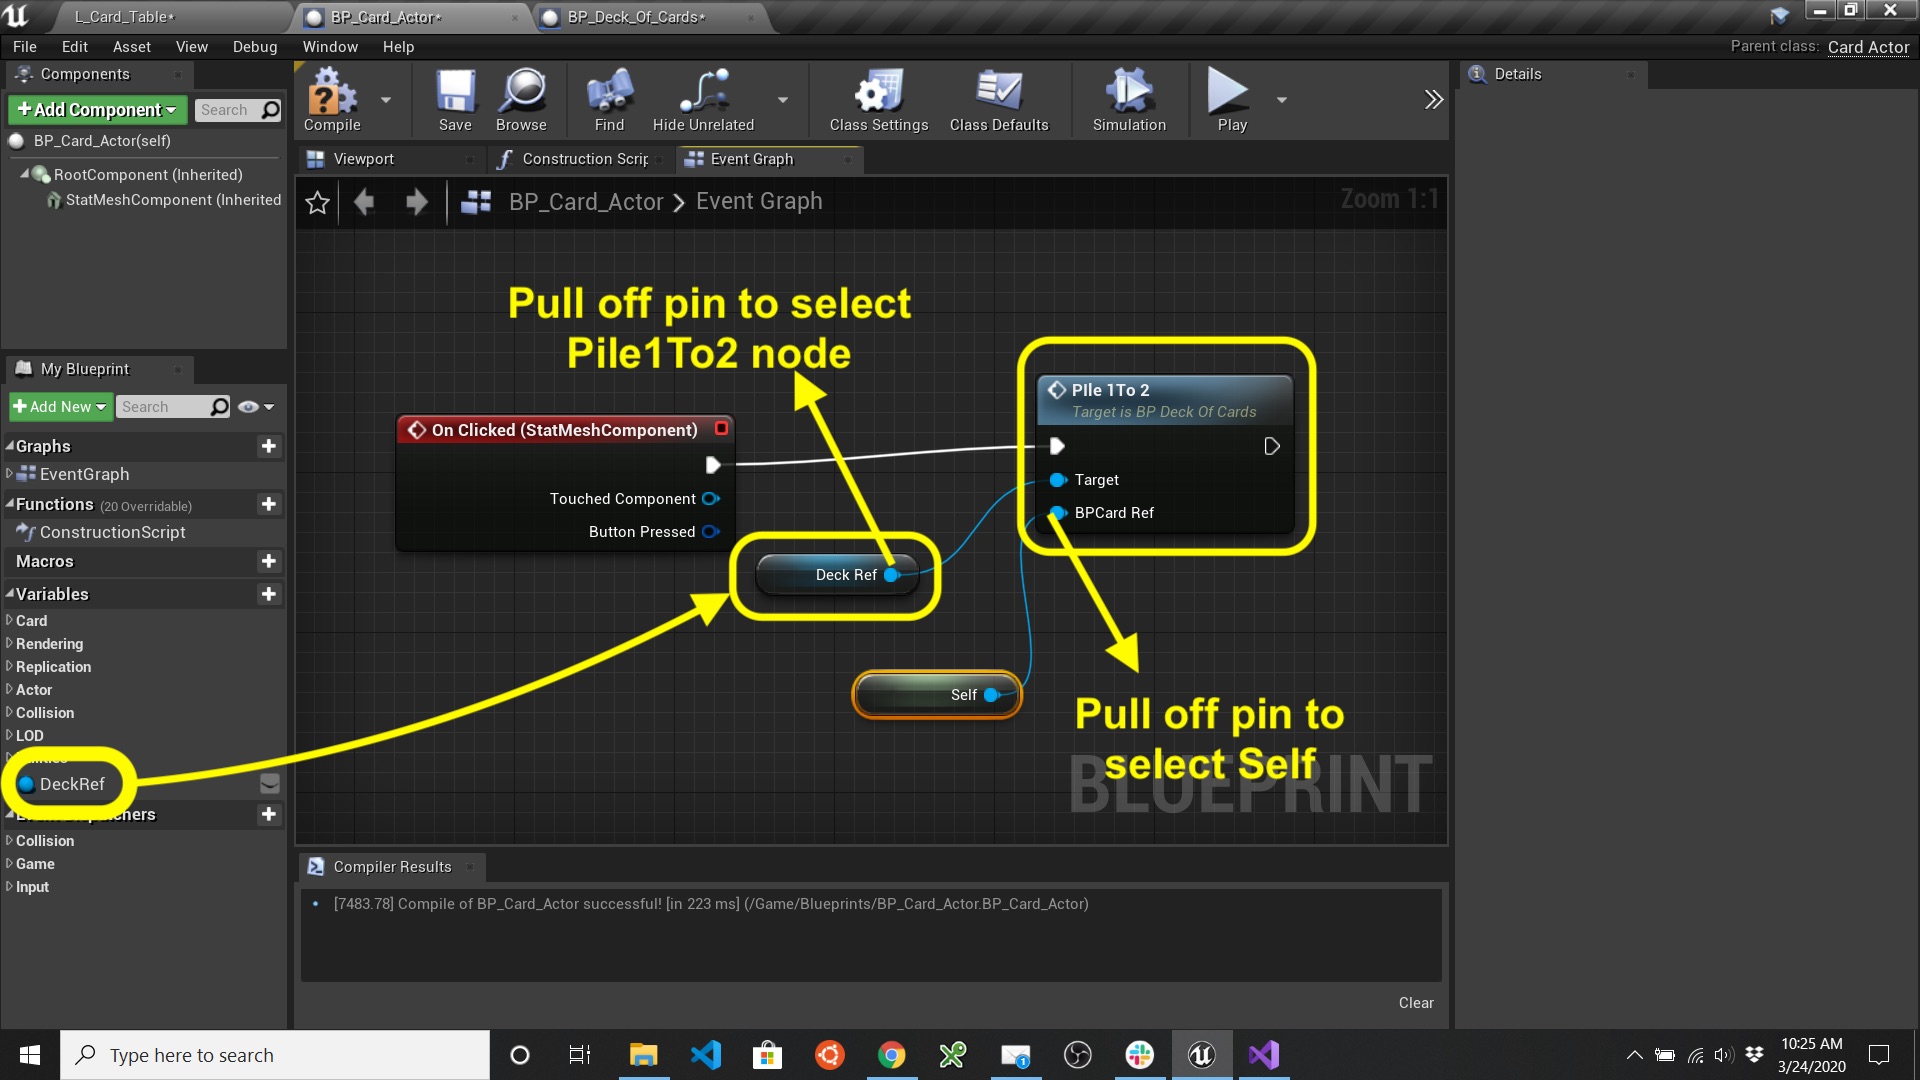 L_Card_Table*
BP_Card_Actor*
BP_Deck_Of_Cards*
File Edit Asset View Debug Window Help
Parent class: Card Actor
Components
Add Component
Search
BP_Card_Actor(self)
RootComponent (Inherited)
StatMeshComponent (Inherited
Compile
Save
Browse
Find
Hide Unrelated
Class Settings
Class Defaults
Simulation
Play
Details
Viewport
Construction Scrip
Event Graph
BP_Card_Actor > Event Graph
Zoom 1:1
Pull off pin to select
Pile1To2 node
PIle 1To 2
Target is BP Deck Of Cards
Target
BPCard Ref
On Clicked (StatMeshComponent)
Touched Component
Button Pressed
Deck Ref
Self
Pull off pin to
select Self
BLUEPRINT
My Blueprint
Add New
Search
Graphs
EventGraph
Functions (20 Overridable)
ConstructionScript
Macros
Variables
Card
Rendering
Replication
Actor
Collision
LOD
DeckRef
Collision
Game
Input
Compiler Results
[7483.78] Compile of BP_Card_Actor successful! [in 223 ms] (/Game/Blueprints/BP_Card_Actor.BP_Card_Actor)
Clear
Type here to search
10:25 AM
3/24/2020